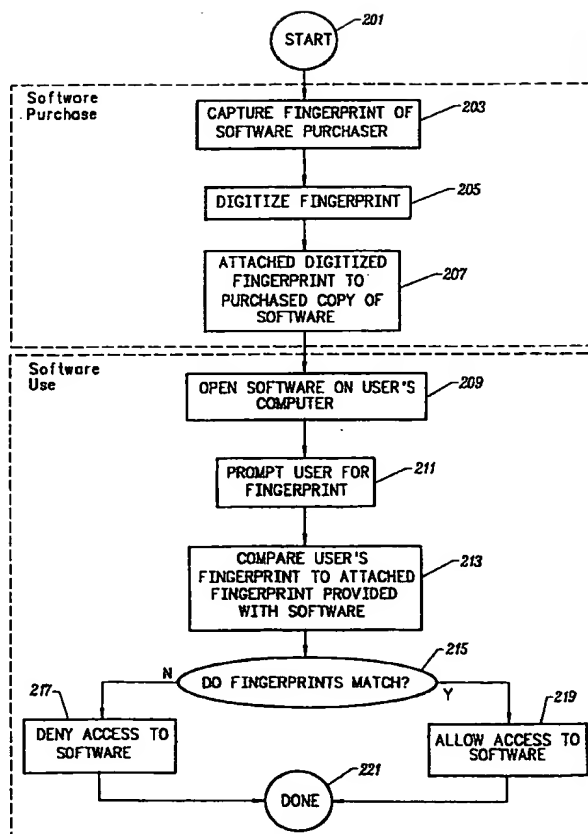 START
201
Software
Purchase
CAPTURE FINGERPRINT OF
SOFTWARE PURCHASER
203
DIGITIZE FINGERPRINT
205
ATTACHED DIGITIZED
FINGERPRINT TO
PURCHASED COPY OF
SOFTWARE
207
Software
Use
OPEN SOFTWARE ON USER'S
COMPUTER
209
PROMPT USER FOR
FINGERPRINT
211
COMPARE USER'S
FINGERPRINT TO ATTACHED
FINGERPRINT PROVIDED
WITH SOFTWARE
213
DO FINGERPRINTS MATCH?
215
N
Y
217
DENY ACCESS TO
SOFTWARE
219
ALLOW ACCESS TO
SOFTWARE
221
DONE